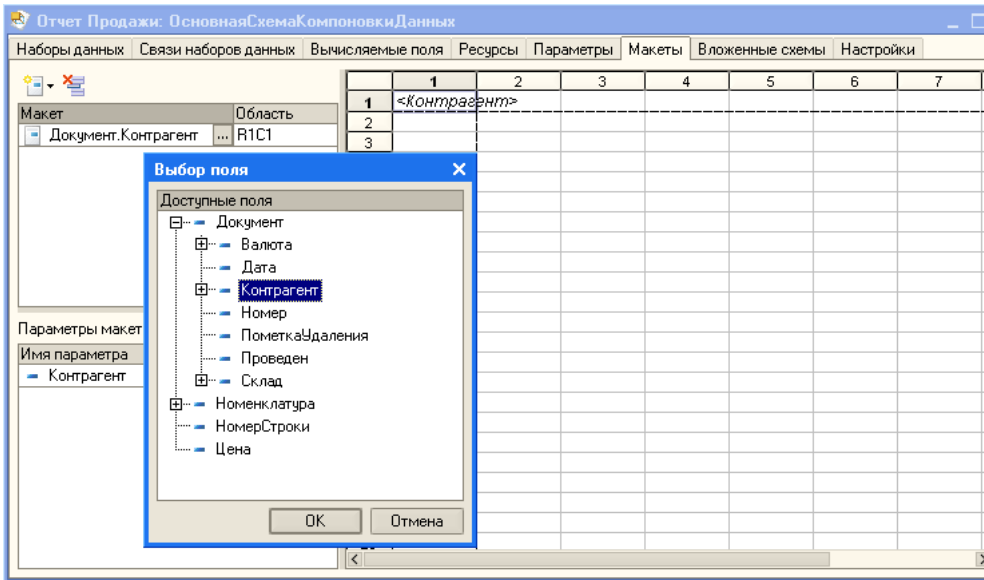 Отчет Продажи: ОсновнаяСхемаКомпоновкиДанных
Наборы данных Связи наборов данных Вычисляемые поля Ресурсы Параметры Макеты Вложенные схемы Настройки
1 2 3 4 5 6 7
Макет Область
1 <Контрагент>
Документ.Контрагент ... R1C1
2
3
Выбор поля
Доступные поля
Документ
Валюта
Дата
Контрагент
Номер
Параметры макет
ПометкаУдаления
Имя параметра
Проведен
Контрагент
Склад
Номенклатура
НомерСтроки
Цена
OK Отмена